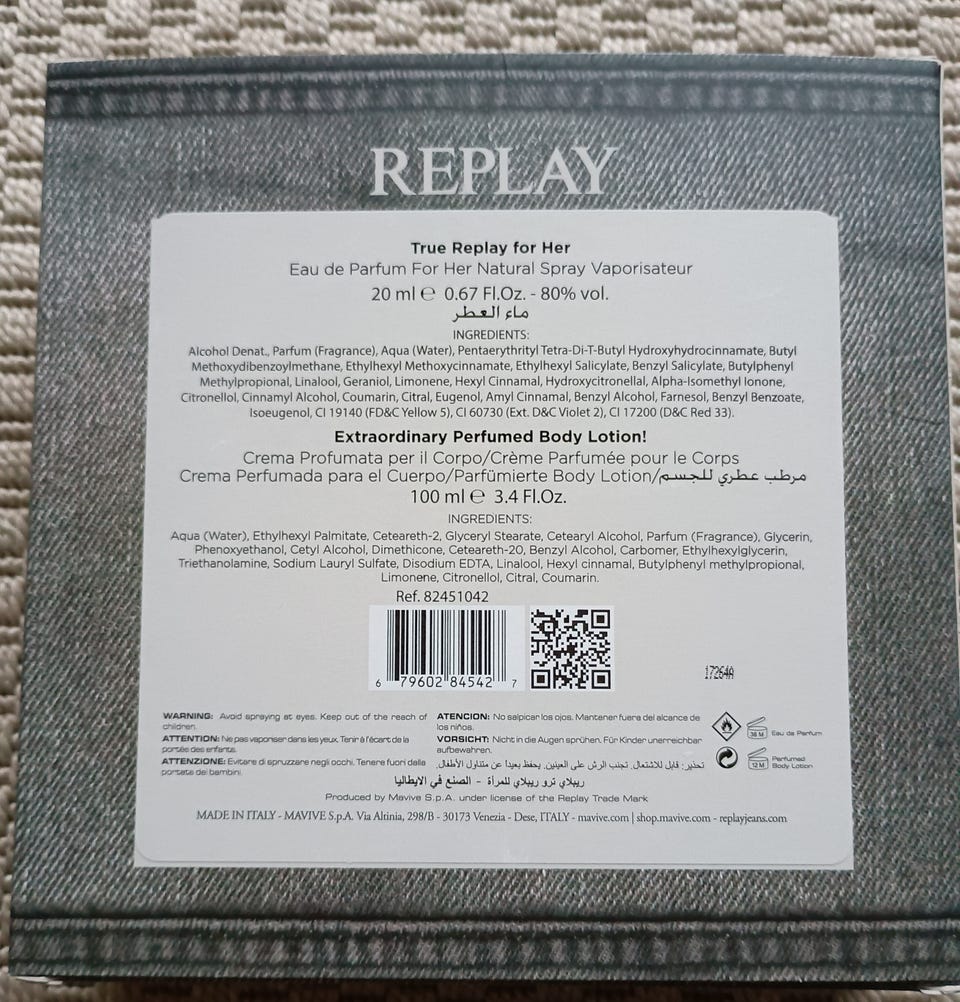 REPLAY
True Replay for Her
Eau de Parfum For Her Natural Spray Vaporisateur
20 ml ℮ 0.67 Fl.Oz. - 80% vol.
ماء العطر
INGREDIENTS:
Alcohol Denat., Parfum (Fragrance), Aqua (Water), Pentaerythrityl Tetra-Di-T-Butyl Hydroxyhydrocinnamate, Butyl
Methoxydibenzoylmethane, Ethylhexyl Methoxycinnamate, Ethylhexyl Salicylate, Benzyl Salicylate, Butylphenyl
Methylpropional, Linalool, Geraniol, Limonene, Hexyl Cinnamal, Hydroxycitronellal, Alpha-Isomethyl Ionone,
Citronellol, Cinnamyl Alcohol, Coumarin, Citral, Eugenol, Amyl Cinnamal, Benzyl Alcohol, Farnesol, Benzyl Benzoate,
Isoeugenol, CI 19140 (FD&C Yellow 5), CI 60730 (Ext. D&C Violet 2), CI 17200 (D&C Red 33).
Extraordinary Perfumed Body Lotion!
Crema Profumata per il Corpo/Crème Parfumée pour le Corps
Crema Perfumada para el Cuerpo/Parfümierte Body Lotion/مرطب عطري للجسم
100 ml ℮ 3.4 Fl.Oz.
INGREDIENTS:
Aqua (Water), Ethylhexyl Palmitate, Ceteareth-2, Glyceryl Stearate, Cetearyl Alcohol, Parfum (Fragrance), Glycerin,
Phenoxyethanol, Cetyl Alcohol, Dimethicone, Ceteareth-20, Benzyl Alcohol, Carbomer, Ethylhexylglycerin,
Triethanolamine, Sodium Lauryl Sulfate, Disodium EDTA, Linalool, Hexyl cinnamal, Butylphenyl methylpropional,
Limonene, Citronellol, Citral, Coumarin.
Ref. 82451042
6 79602 84542 7
17264A
WARNING: Avoid spraying at eyes. Keep out of the reach of
children.
ATTENTION: Ne pas vaporiser dans les yeux. Tenir à l'écart de la
portée des enfants.
ATTENZIONE: Evitare di spruzzare negli occhi. Tenere fuori dalla
portata dei bambini.
ATENCION: No salpicar los ojos. Mantener fuera del alcance de
los niños.
VORSICHT: Nicht in die Augen sprühen. Für Kinder unerreichbar
aufbewahren.
تحذير: قابل للاشتعال. تجنب الرش على العينين. يحفظ بعيداً عن متناول الأطفال.
36 M Eau de Parfum
12 M Perfumed
Body Lotion
ريبلاي ترو ريبلاي للمرأة - الصنع في الايطاليا
Produced by Mavive S.p.A. under license of the Replay Trade Mark
MADE IN ITALY - MAVIVE S.p.A. Via Altinia, 298/B - 30173 Venezia - Dese, ITALY - mavive.com | shop.mavive.com - replayjeans.com